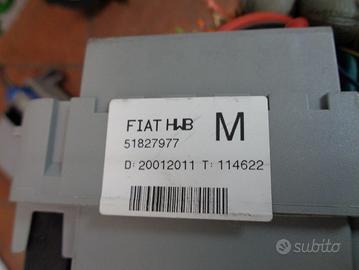 FIAT HWB M
51827977
D: 20012011 T: 114622
subito